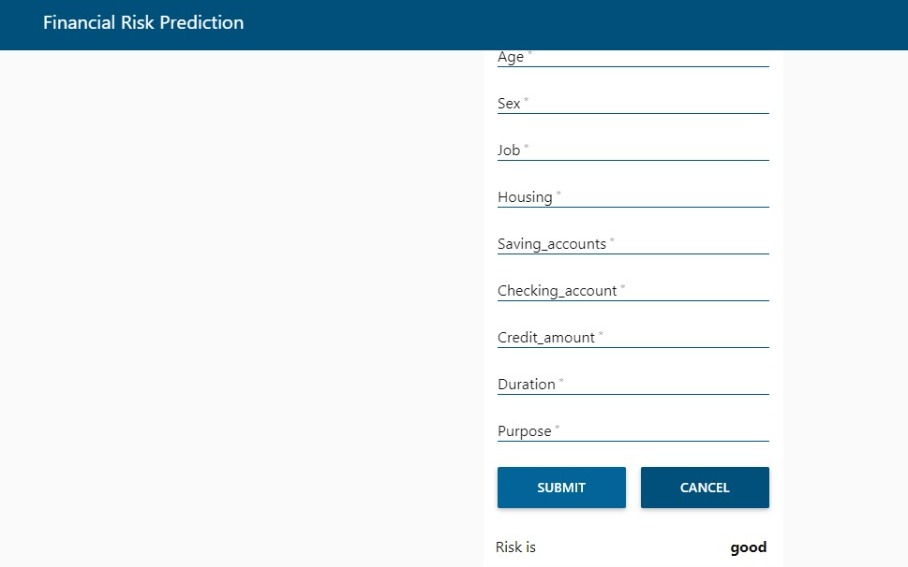 Financial Risk Prediction
Age *
Sex *
Job *
Housing *
Saving_accounts *
Checking_account *
Credit_amount *
Duration *
Purpose *
SUBMIT CANCEL
Risk is good